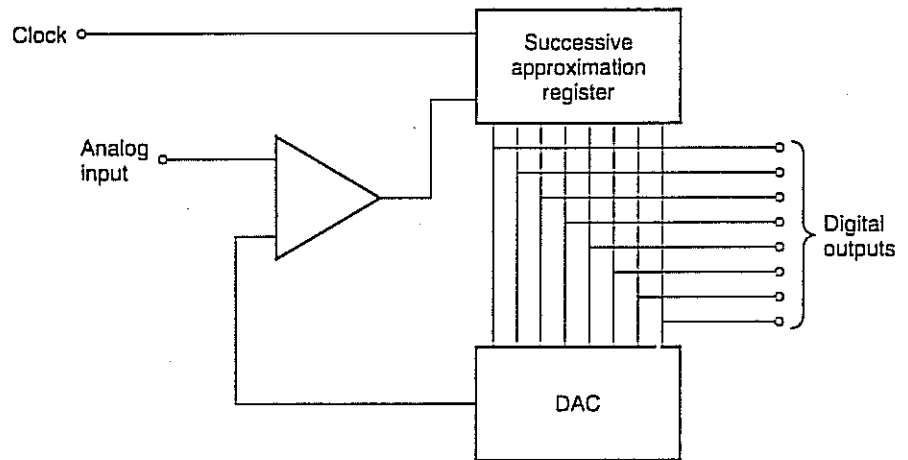 Clock
Successive
approximation
register
Analog
input
Digital
outputs
DAC